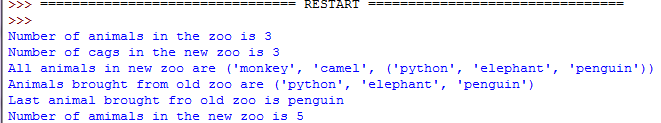 >>> ================================ RESTART ================================
>>>
Number of animals in the zoo is 3
Number of cags in the new zoo is 3
All animals in new zoo are ('monkey', 'camel', ('python', 'elephant', 'penguin'))
Animals brought from old zoo are ('python', 'elephant', 'penguin')
Last animal brought fro old zoo is penguin
Number of amimals in the new zoo is 5